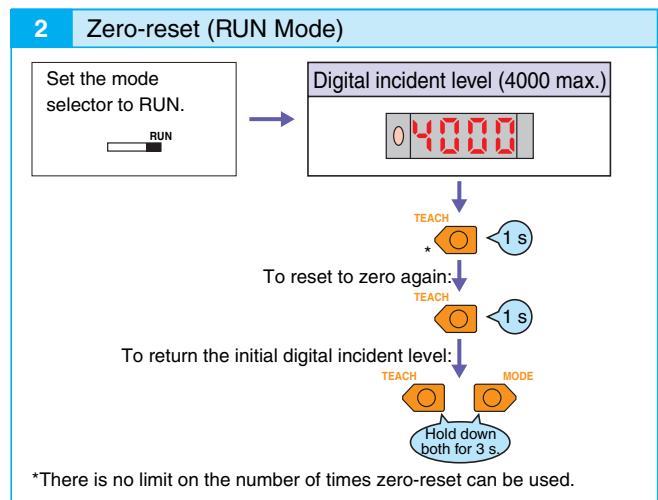 2 Zero-reset (RUN Mode)
Set the mode
selector to RUN.
RUN
Digital incident level (4000 max.)
4000
TEACH
* 1 s
To reset to zero again:
TEACH
1 s
To return the initial digital incident level:
TEACH MODE
Hold down
both for 3 s.
*There is no limit on the number of times zero-reset can be used.